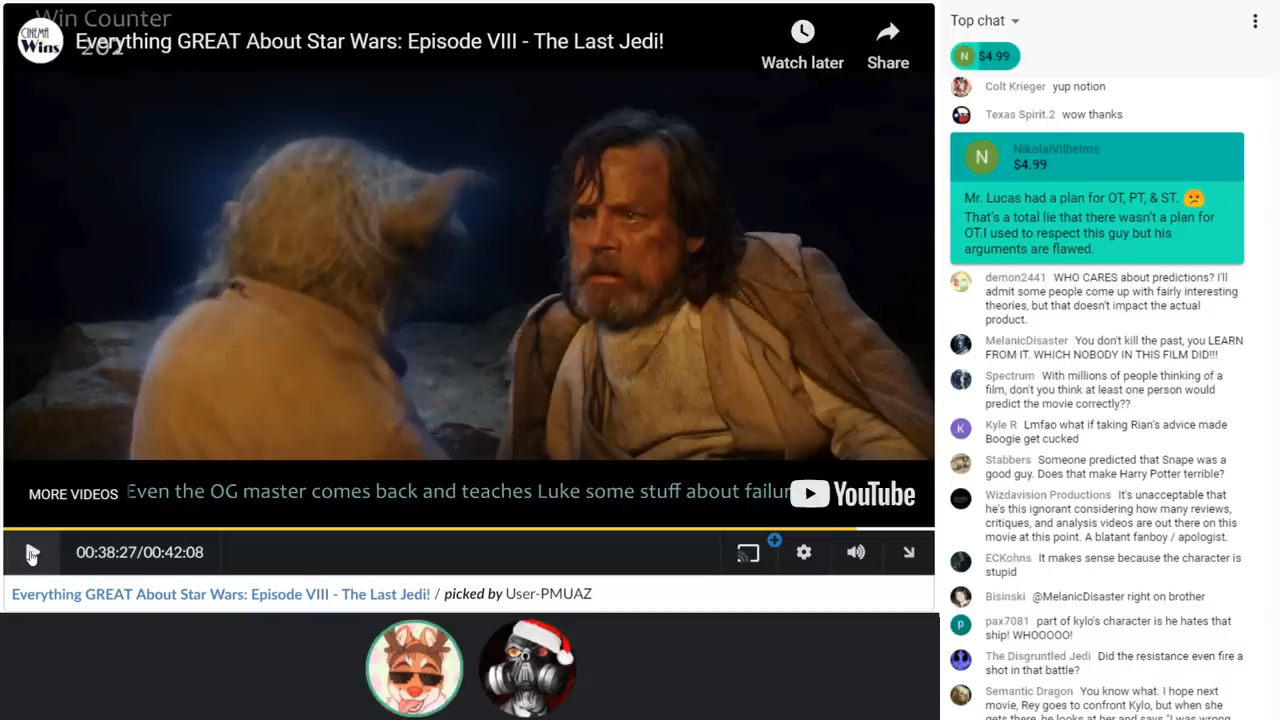 Win Counter
202
CINEMA
Wins
Everything GREAT About Star Wars: Episode VIII - The Last Jedi!
Watch later
Share
MORE VIDEOS
Even the OG master comes back and teaches Luke some stuff about failur
YouTube
00:38:27/00:42:08
Everything GREAT About Star Wars: Episode VIII - The Last Jedi! / picked by User-PMUAZ
Top chat
N $4.99
Colt Krieger yup notion
Texas Spirit.2 wow thanks
N
NikolaiVilhelms
$4.99
Mr. Lucas had a plan for OT, PT, & ST. 😕
That's a total lie that there wasn't a plan for
OT.I used to respect this guy but his
arguments are flawed.
demon2441 WHO CARES about predictions? I'll
admit some people come up with fairly interesting
theories, but that doesn't impact the actual
product.
MelanicDisaster You don't kill the past, you LEARN
FROM IT. WHICH NOBODY IN THIS FILM DID!!!
Spectrum With millions of people thinking of a
film, don't you think at least one person would
predict the movie correctly??
K
Kyle R Lmfao what if taking Rian's advice made
Boogie get cucked
Stabbers Someone predicted that Snape was a
good guy. Does that make Harry Potter terrible?
Wizdavision Productions It's unacceptable that
he's this ignorant considering how many reviews,
critiques, and analysis videos are out there on this
movie at this point. A blatant fanboy / apologist.
ECKohns It makes sense because the character is
stupid
Bisinski @MelanicDisaster right on brother
P
pax7081 part of kylo's character is he hates that
ship! WHOOOOO!
The Disgruntled Jedi Did the resistance even fire a
shot in that battle?
Semantic Dragon You know what. I hope next
movie, Rey goes to confront Kylo, but when she
gets there, he looks at her and says "I was wrong